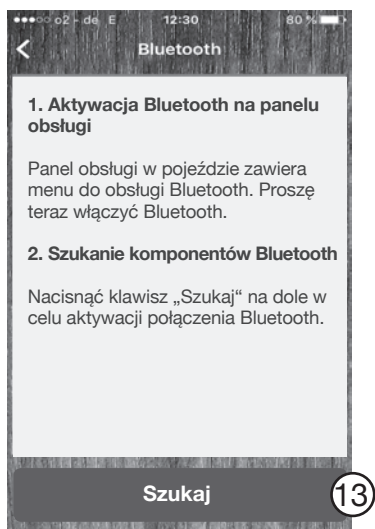 o2 - de E 12:30 80 %
Bluetooth
1. Aktywacja Bluetooth na panelu
obsługi
Panel obsługi w pojeździe zawiera
menu do obsługi Bluetooth. Proszę
teraz włączyć Bluetooth.
2. Szukanie komponentów Bluetooth
Nacisnąć klawisz „Szukaj” na dole w
celu aktywacji połączenia Bluetooth.
Szukaj 13